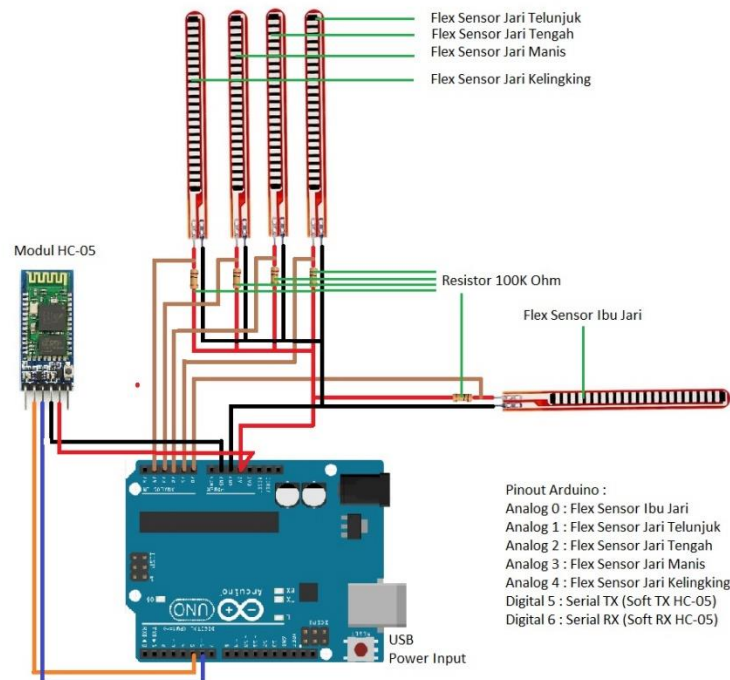 Flex Sensor Jari Telunjuk
Flex Sensor Jari Tengah
Flex Sensor Jari Manis
Flex Sensor Jari Kelingking
Modul HC-05
Resistor 100K Ohm
Flex Sensor Ibu Jari
Pinout Arduino :
Analog 0 : Flex Sensor Ibu Jari
Analog 1 : Flex Sensor Jari Telunjuk
Analog 2 : Flex Sensor Jari Tengah
Analog 3 : Flex Sensor Jari Manis
Analog 4 : Flex Sensor Jari Kelingking
Digital 5 : Serial TX (Soft TX HC-05)
Digital 6 : Serial RX (Soft RX HC-05)
Arduino
UNO
USB
Power Input